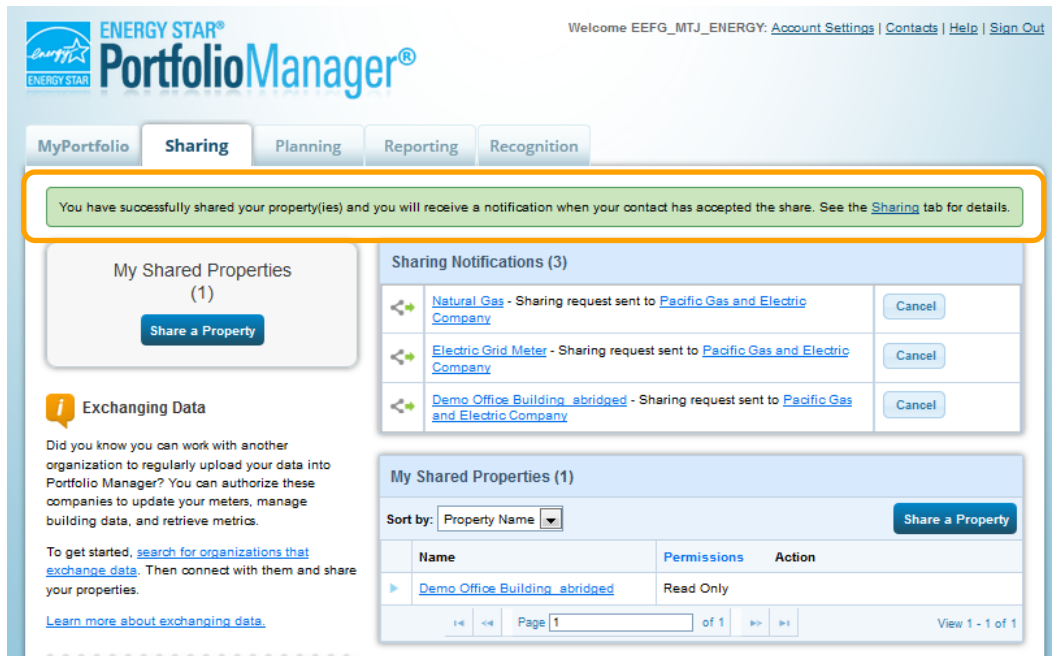 ENERGY STAR®
PortfolioManager®
energy
ENERGY STAR
Welcome EEFG_MTJ_ENERGY: Account Settings | Contacts | Help | Sign Out
MyPortfolio
Sharing
Planning
Reporting
Recognition
You have successfully shared your property(ies) and you will receive a notification when your contact has accepted the share. See the Sharing tab for details.
My Shared Properties
(1)
Share a Property
i
Exchanging Data
Did you know you can work with another
organization to regularly upload your data into
Portfolio Manager? You can authorize these
companies to update your meters, manage
building data, and retrieve metrics.
To get started, search for organizations that
exchange data. Then connect with them and share
your properties.
Learn more about exchanging data.
Sharing Notifications (3)
Natural Gas - Sharing request sent to Pacific Gas and Electric
Company
Cancel
Electric Grid Meter - Sharing request sent to Pacific Gas and Electric
Company
Cancel
Demo Office Building_abridged - Sharing request sent to Pacific Gas
and Electric Company
Cancel
My Shared Properties (1)
Sort by: Property Name
Share a Property
Name Permissions Action
Demo Office Building_abridged Read Only
Page 1 of 1
View 1 - 1 of 1